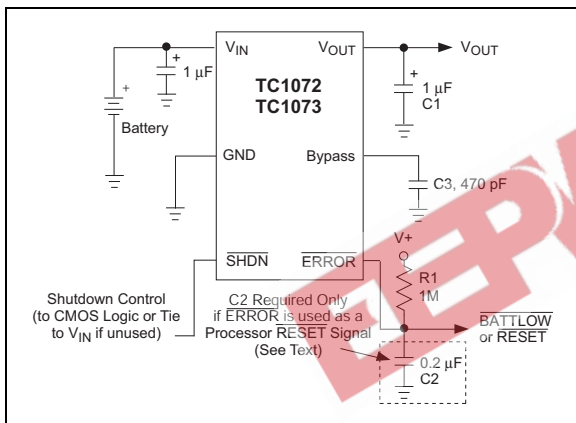 VIN
VOUT
VOUT
+
1 μF
TC1072
TC1073
+
1 μF
C1
+
Battery
GND
Bypass
C3, 470 pF
V+
SHDN
ERROR
R1
1M
Shutdown Control
(to CMOS Logic or Tie
to VIN if unused)
C2 Required Only
if ERROR is used as a
Processor RESET Signal
(See Text)
BATTLOW
or RESET
0.2 μF
C2